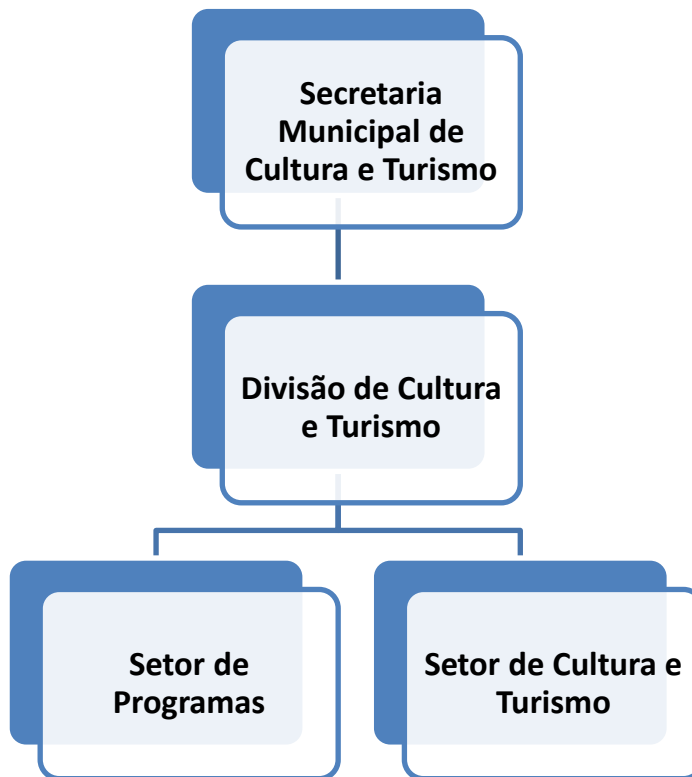 Secretaria
Municipal de
Cultura e Turismo
Divisão de Cultura
e Turismo
Setor de
Programas
Setor de Cultura e
Turismo